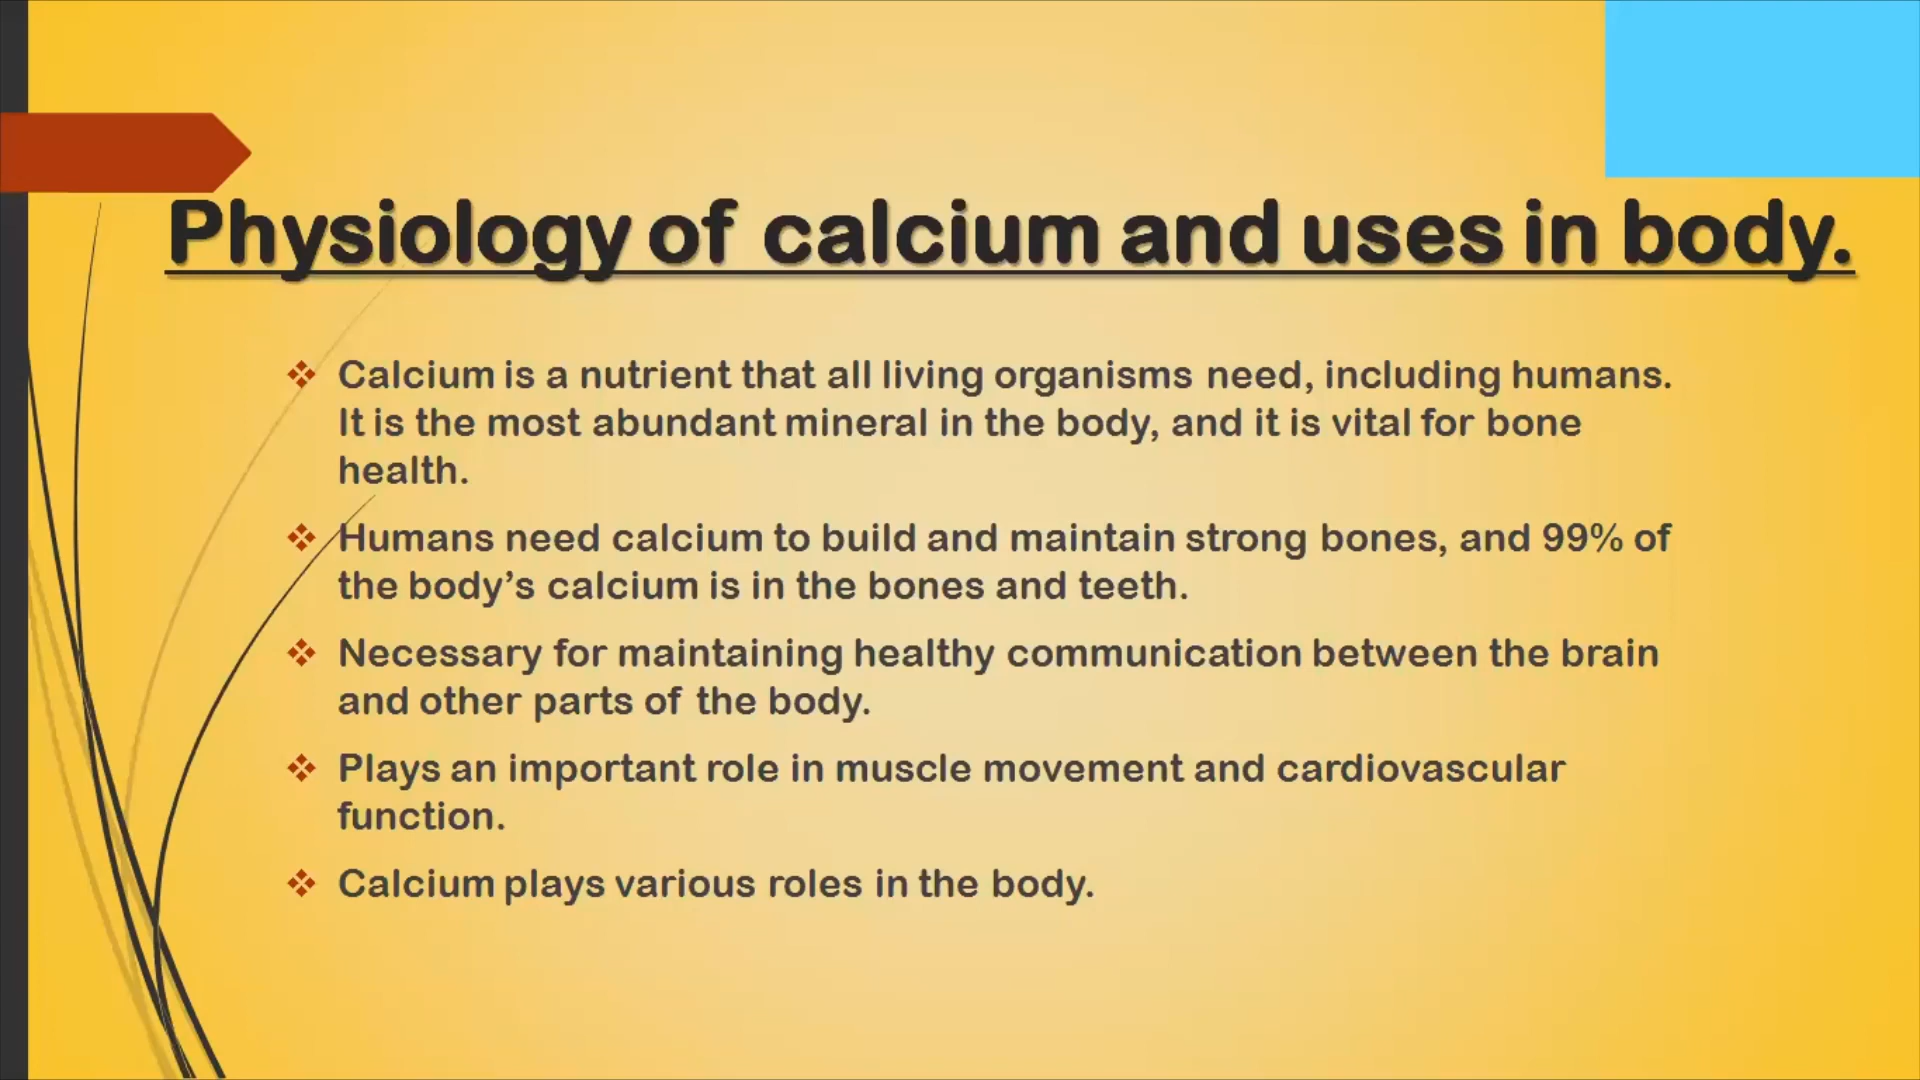 Physiology of calcium and uses in body.
Calcium is a nutrient that all living organisms need, including humans.
It is the most abundant mineral in the body, and it is vital for bone
health.
Humans need calcium to build and maintain strong bones, and 99% of
the body’s calcium is in the bones and teeth.
Necessary for maintaining healthy communication between the brain
and other parts of the body.
Plays an important role in muscle movement and cardiovascular
function.
Calcium plays various roles in the body.